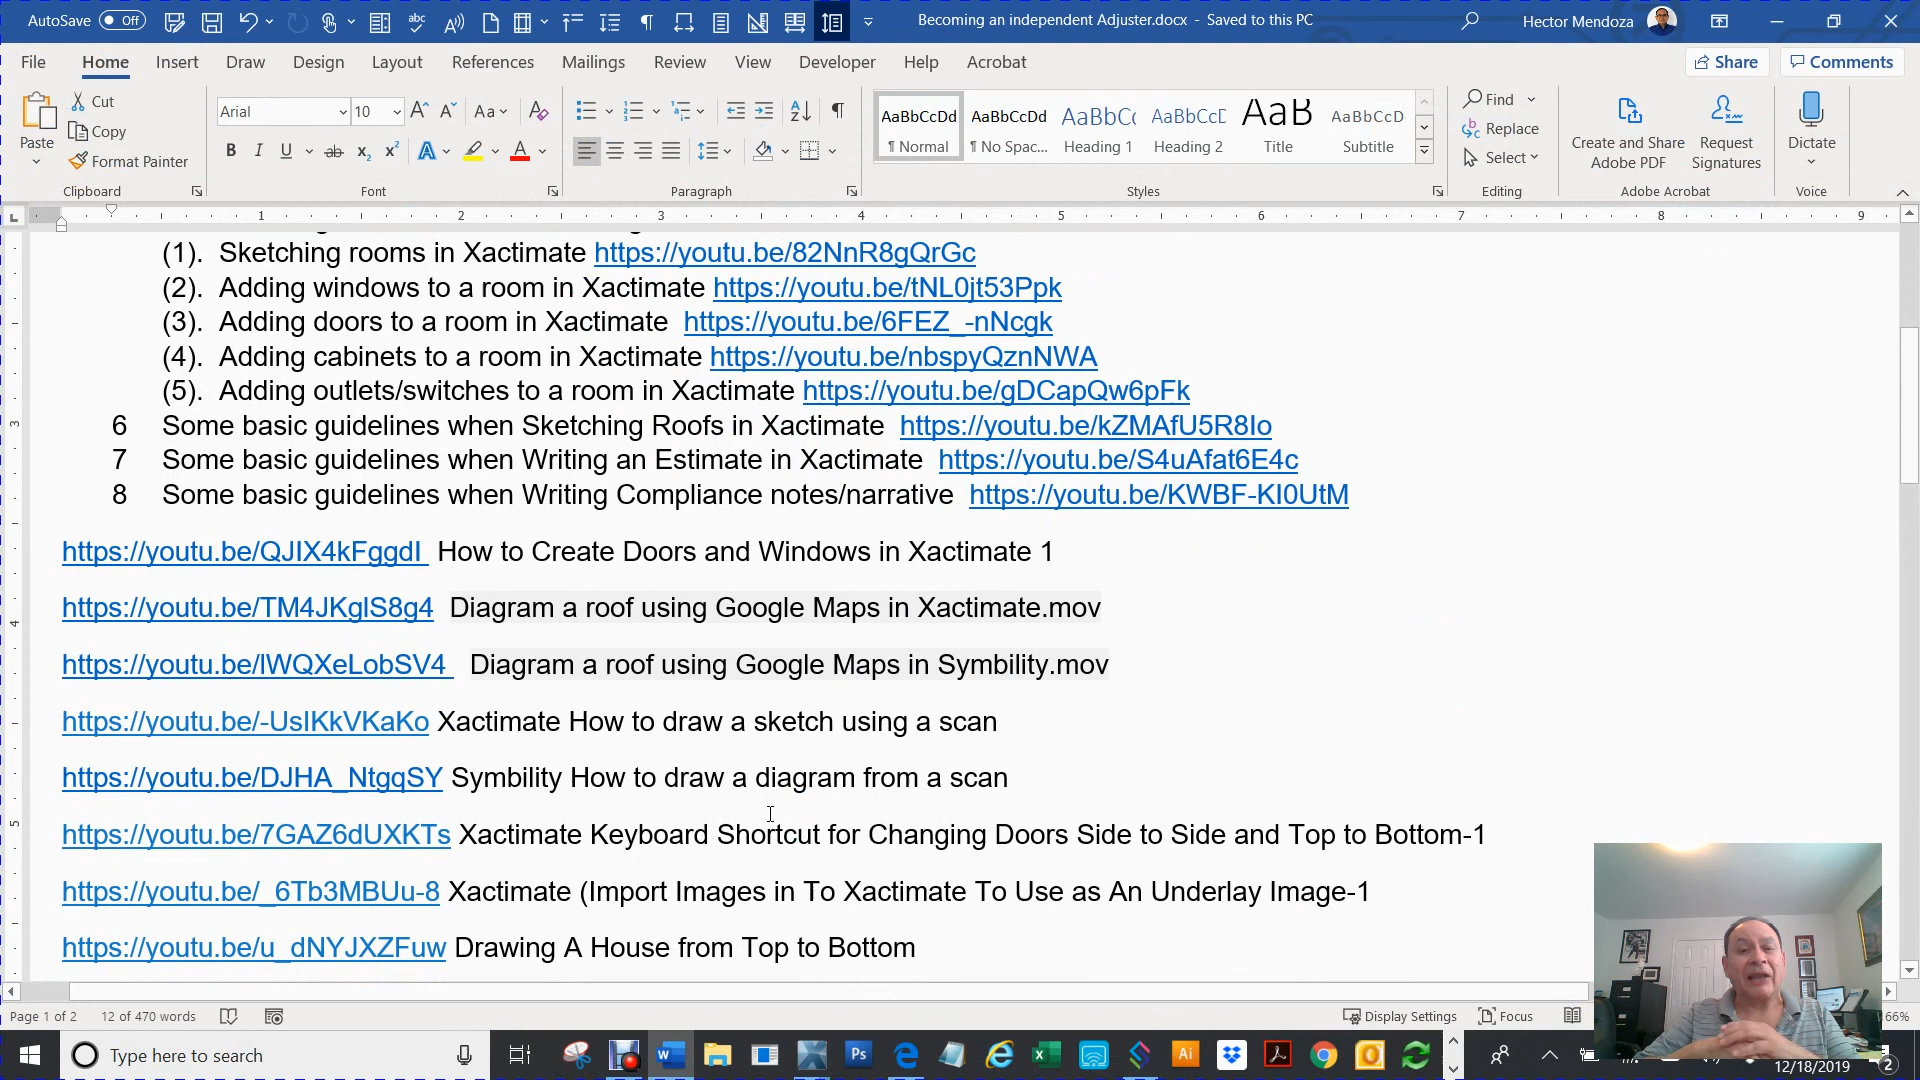 AutoSave Off
Becoming an independent Adjuster.docx - Saved to this PC
Hector Mendoza
File Home Insert Draw Design Layout References Mailings Review View Developer Help Acrobat
Share Comments
Paste
Cut
Copy
Format Painter
Clipboard
Arial 10
Font
Paragraph
AaBbCcDd AaBbCcDd AaBbC( AaBbCcD AaB AaBbCcD
¶ Normal ¶ No Spac... Heading 1 Heading 2 Title Subtitle
Styles
Find
Replace
Select
Editing
Create and Share Adobe PDF
Request Signatures
Adobe Acrobat
Dictate
Voice
1 2 3 4 5 6 7 8 9
(1). Sketching rooms in Xactimate https://youtu.be/82NnR8gQrGc
(2). Adding windows to a room in Xactimate https://youtu.be/tNL0jt53Ppk
(3). Adding doors to a room in Xactimate https://youtu.be/6FEZ_-nNcgk
(4). Adding cabinets to a room in Xactimate https://youtu.be/nbspyQznNWA
(5). Adding outlets/switches to a room in Xactimate https://youtu.be/gDCapQw6pFk
6 Some basic guidelines when Sketching Roofs in Xactimate https://youtu.be/kZMAfU5R8Io
7 Some basic guidelines when Writing an Estimate in Xactimate https://youtu.be/S4uAfat6E4c
8 Some basic guidelines when Writing Compliance notes/narrative https://youtu.be/KWBF-KI0UtM
https://youtu.be/QJIX4kFggdI How to Create Doors and Windows in Xactimate 1
https://youtu.be/TM4JKglS8g4 Diagram a roof using Google Maps in Xactimate.mov
https://youtu.be/lWQXeLobSV4 Diagram a roof using Google Maps in Symbility.mov
https://youtu.be/-UsIKkVKaKo Xactimate How to draw a sketch using a scan
https://youtu.be/DJHA_NtgqSY Symbility How to draw a diagram from a scan
https://youtu.be/7GAZ6dUXKTs Xactimate Keyboard Shortcut for Changing Doors Side to Side and Top to Bottom-1
https://youtu.be/_6Tb3MBUu-8 Xactimate (Import Images in To Xactimate To Use as An Underlay Image-1
https://youtu.be/u_dNYJXZFuw Drawing A House from Top to Bottom
Page 1 of 2 12 of 470 words
Display Settings Focus
66%
Type here to search
12/18/2019
2